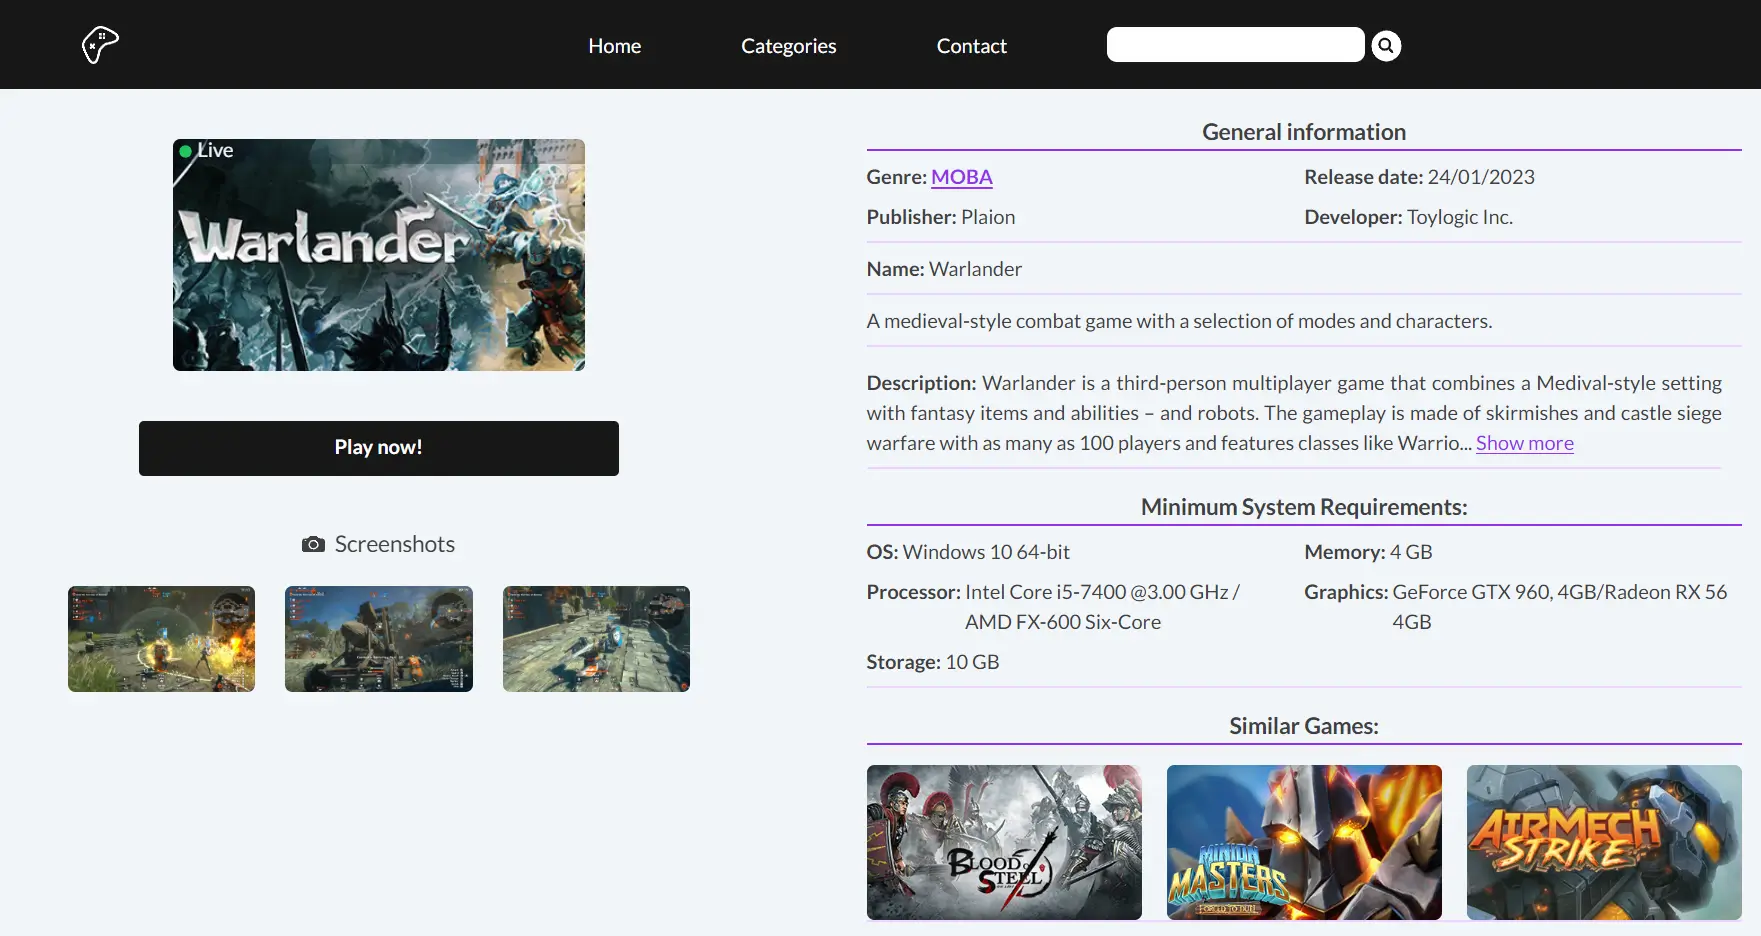 Home
Categories
Contact
Live
Warlander
Play now!
Screenshots
General information
Genre: MOBA
Release date: 24/01/2023
Publisher: Plaion
Developer: Toylogic Inc.
Name: Warlander
A medieval-style combat game with a selection of modes and characters.
Description: Warlander is a third-person multiplayer game that combines a Medival-style setting
with fantasy items and abilities – and robots. The gameplay is made of skirmishes and castle siege
warfare with as many as 100 players and features classes like Warrio... Show more
Minimum System Requirements:
OS: Windows 10 64-bit
Memory: 4 GB
Processor: Intel Core i5-7400 @3.00 GHz /
AMD FX-600 Six-Core
Graphics: GeForce GTX 960, 4GB/Radeon RX 56
4GB
Storage: 10 GB
Similar Games:
BLOOD OF
STEEL
MINION
MASTERS
FORCED TO DUEL
AIRMECH
STRIKE